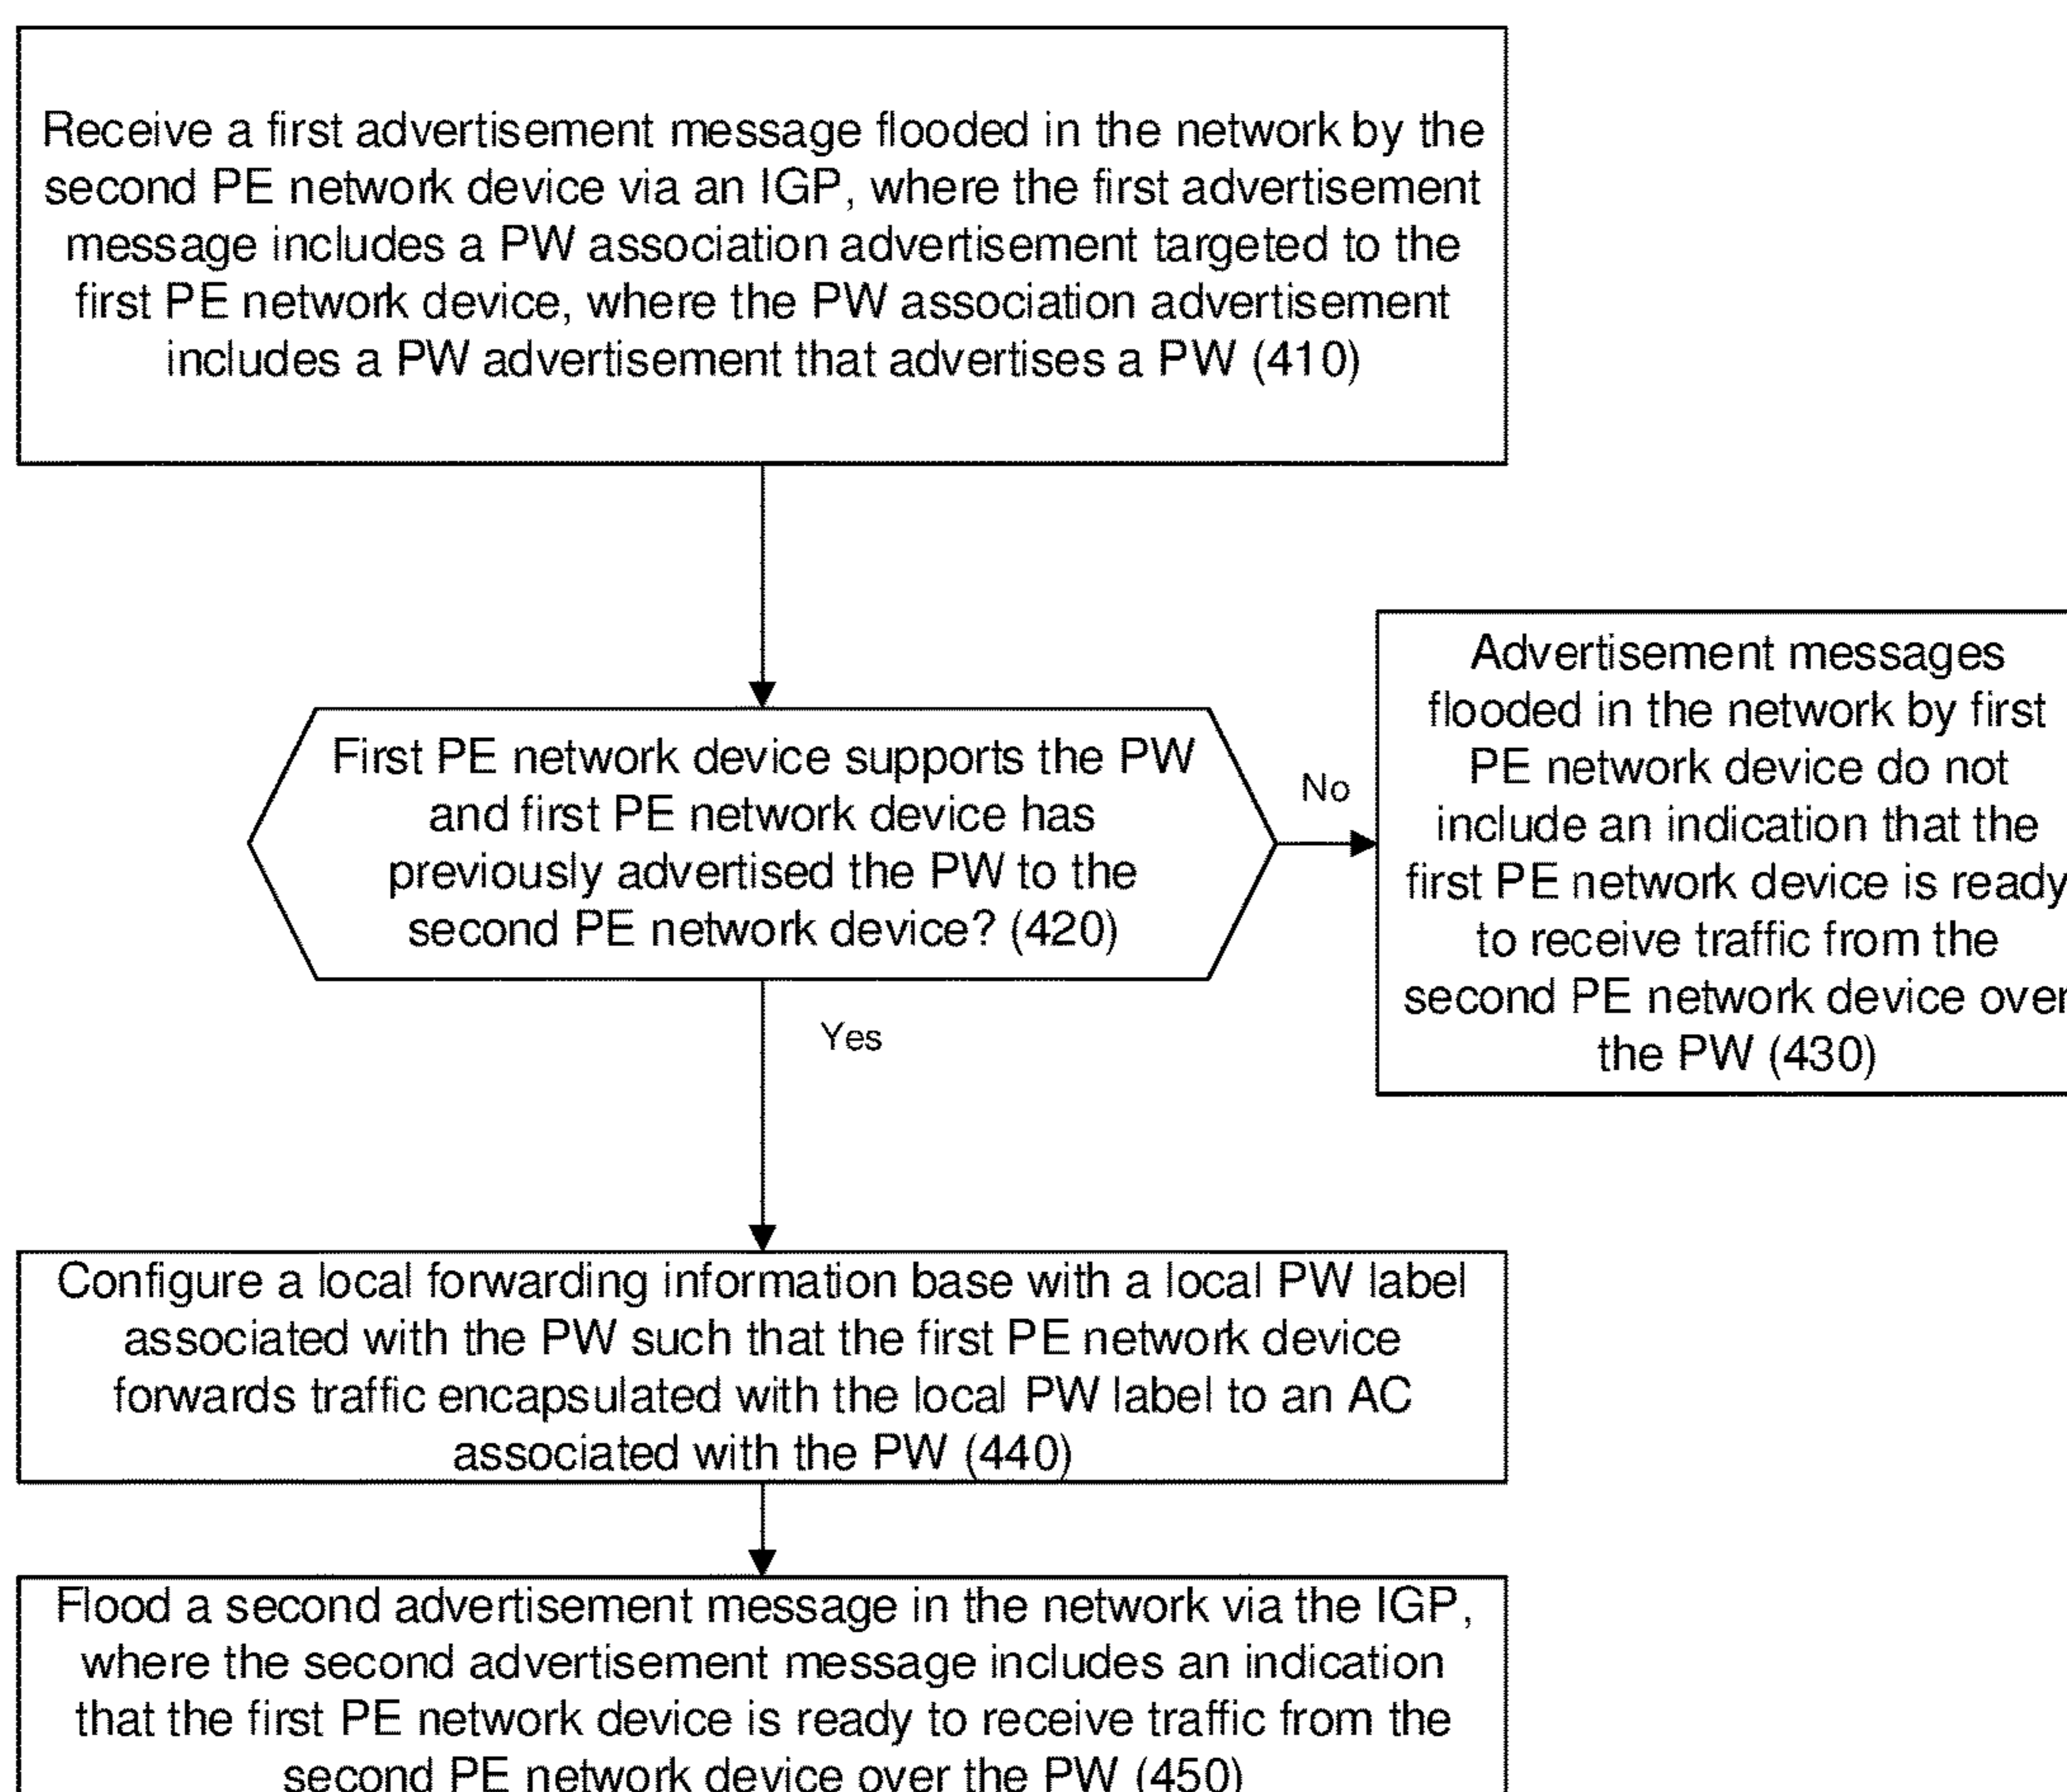 Receive a first advertisement message flooded in the network by the
second PE network device via an IGP, where the first advertisement
message includes a PW association advertisement targeted to the
first PE network device, where the PW association advertisement
includes a PW advertisement that advertises a PW (410)
First PE network device supports the PW
and first PE network device has
previously advertised the PW to the
second PE network device? (420)
No
Advertisement messages
flooded in the network by first
PE network device do not
include an indication that the
first PE network device is ready
to receive traffic from the
second PE network device over
the PW (430)
Yes
Configure a local forwarding information base with a local PW label
associated with the PW such that the first PE network device
forwards traffic encapsulated with the local PW label to an AC
associated with the PW (440)
Flood a second advertisement message in the network via the IGP,
where the second advertisement message includes an indication
that the first PE network device is ready to receive traffic from the
second PE network device over the PW (450)